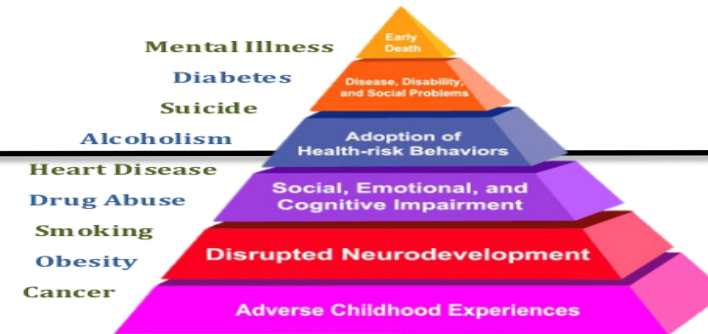 Mental Illness
Diabetes
Suicide
Alcoholism
Heart Disease
Drug Abuse
Smoking
Obesity
Cancer
Early
Death
Disease, Disability,
and Social Problems
Adoption of
Health-risk Behaviors
Social, Emotional, and
Cognitive Impairment
Disrupted Neurodevelopment
Adverse Childhood Experiences